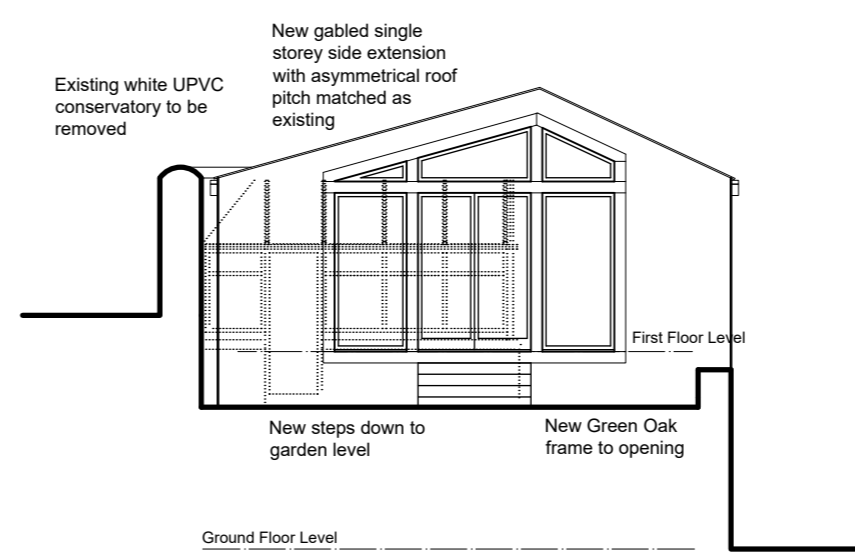 New gabled single
storey side extension
with asymmetrical roof
pitch matched as
existing
Existing white UPVC
conservatory to be
removed
First Floor Level
New steps down to
garden level
New Green Oak
frame to opening
Ground Floor Level